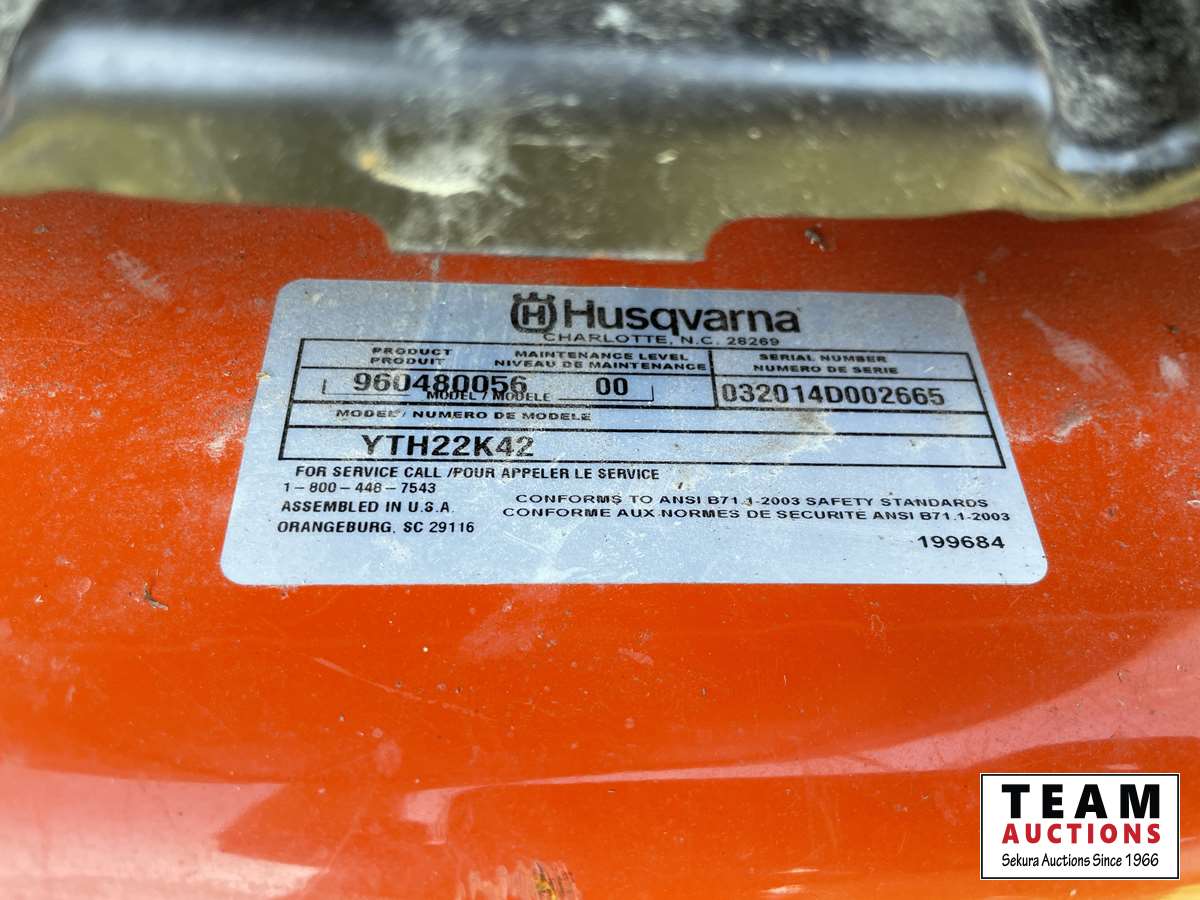 Husqvarna
CHARLOTTE, N.C. 28269
PRODUCT MAINTENANCE LEVEL SERIAL NUMBER
PRODUIT NIVEAU DE MAINTENANCE NUMERO DE SERIE
960480056 00 032014D002665
MODEL / MODELE
MODEL / NUMERO DE MODELE
YTH22K42
FOR SERVICE CALL /POUR APPELER LE SERVICE
1-800-448-7543
ASSEMBLED IN U.S.A.
ORANGEBURG, SC 29116
CONFORMS TO ANSI B71.1-2003 SAFETY STANDARDS
CONFORME AUX NORMES DE SECURITE ANSI B71.1-2003
199684
TEAM
AUCTIONS
Sekura Auctions Since 1966